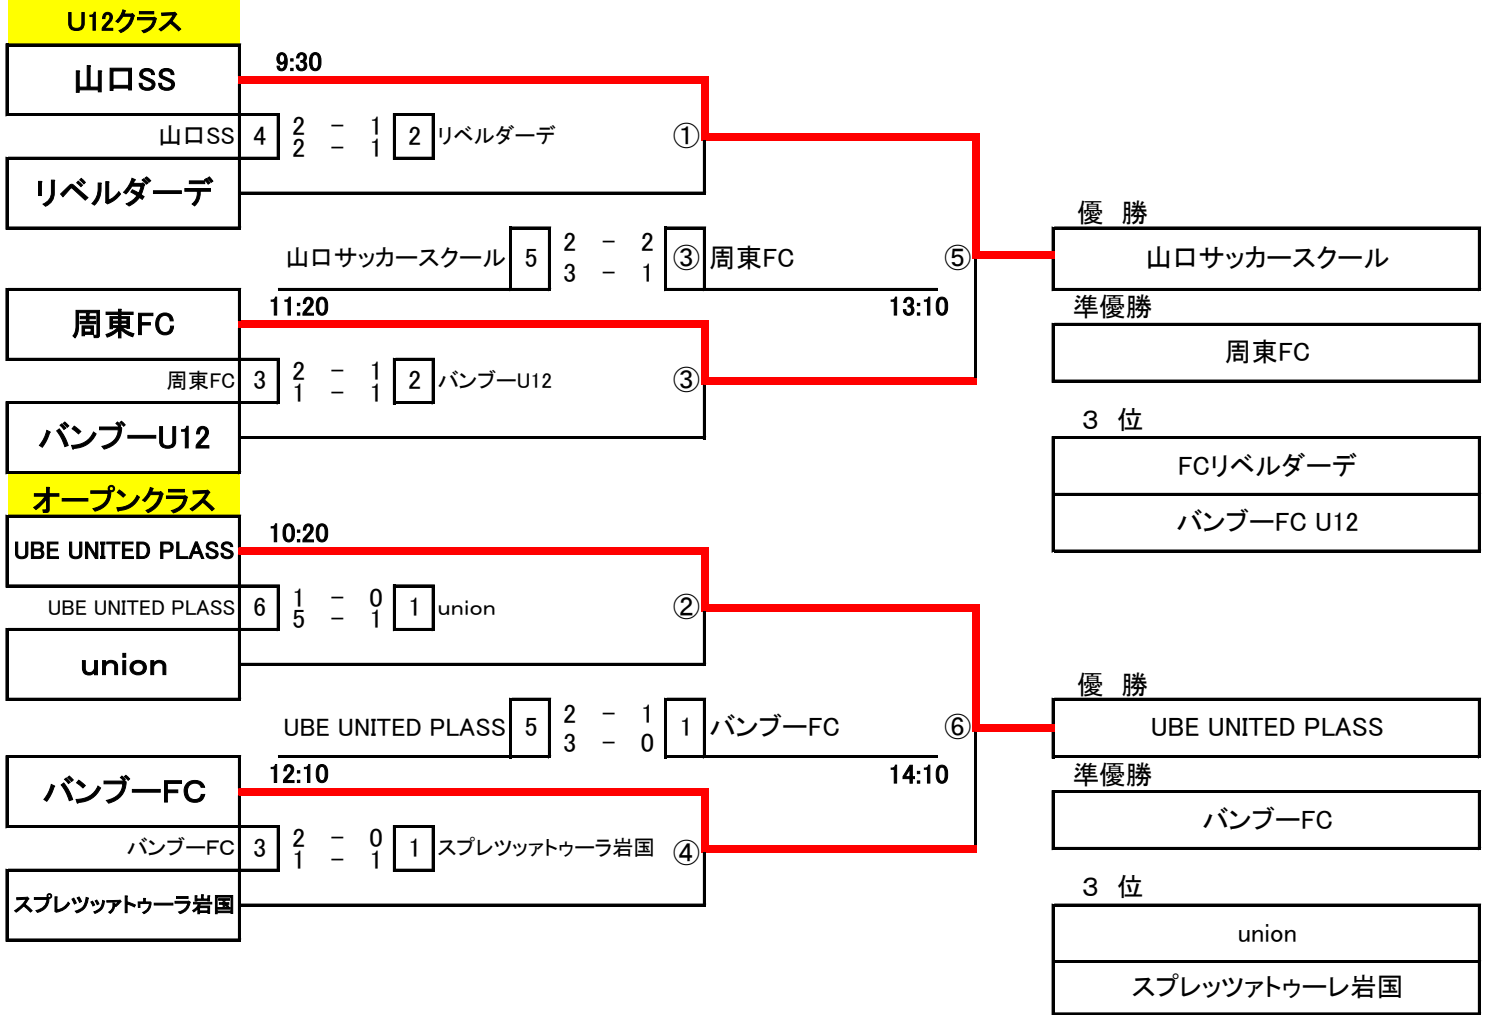 U12クラス
9:30
山口SS
山口SS 4 2 - 1 2 リベルダーデ ①
2 - 1
リベルダーデ
優 勝
山口サッカースクール 5 2 - 2 ③ 周東FC ⑤ 山口サッカースクール
3 - 1
11:20 13:10 準優勝
周東FC
周東FC
周東FC 3 2 - 1 2 バンブーU12 ③
1 - 1
3 位
バンブーU12
FCリベルダーデ
オープンクラス
バンブーFC U12
10:20
UBE UNITED PLASS
UBE UNITED PLASS 6 1 - 0 1 union ②
5 - 1
union
優 勝
UBE UNITED PLASS 5 2 - 1 1 バンブーFC ⑥ UBE UNITED PLASS
3 - 0
12:10 14:10 準優勝
バンブーFC
バンブーFC
バンブーFC 3 2 - 0 1 スプレツッァトゥーラ岩国 ④
1 - 1
3 位
スプレツッァトゥーラ岩国
union
スプレッツァトゥーレ岩国